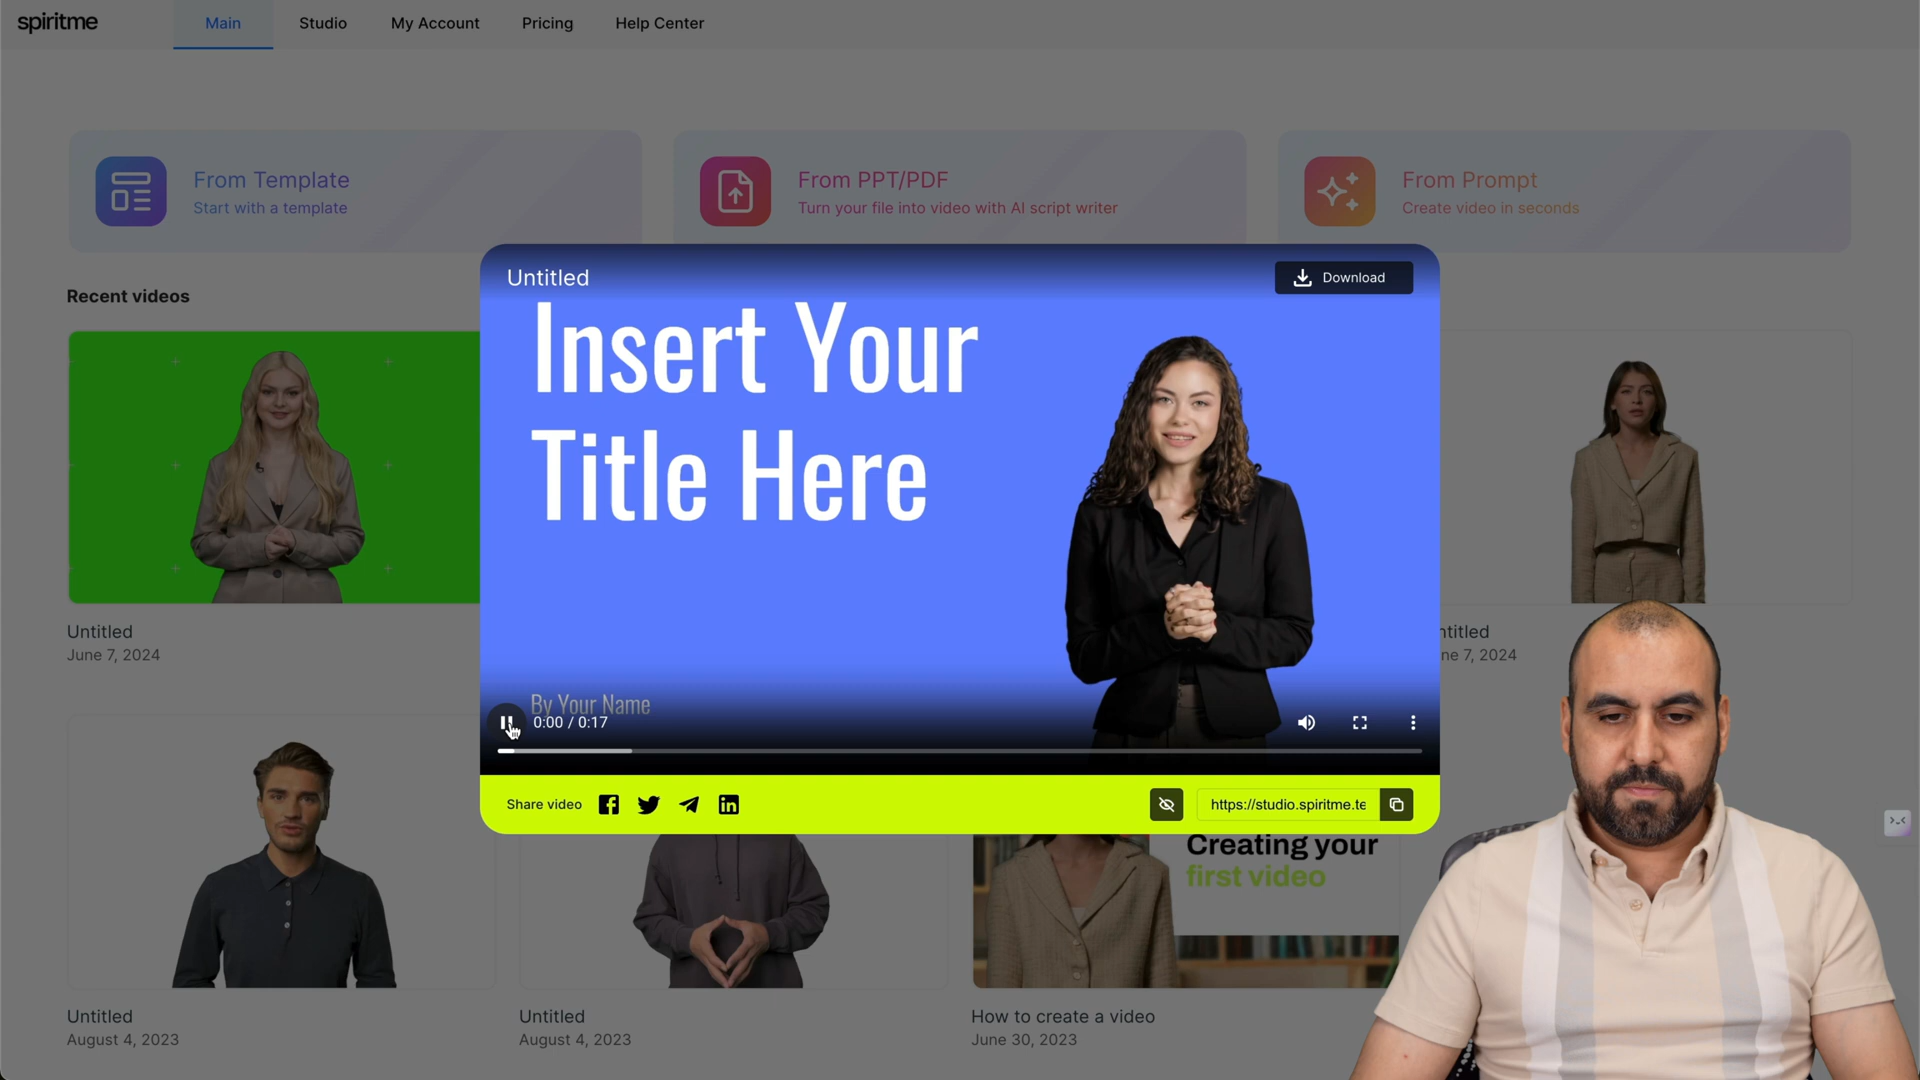 spiritme
Main
Studio
My Account
Pricing
Help Center
From Template
Start with a template
From PPT/PDF
Turn your file into video with AI script writer
From Prompt
Create video in seconds
Recent videos
Untitled
Download
Insert Your
Title Here
By Your Name
0:00 / 0:17
Share video
https://studio.spiritme.te
Untitled
June 7, 2024
ntitled
ne 7, 2024
Creating your
first video
Untitled
August 4, 2023
Untitled
August 4, 2023
How to create a video
June 30, 2023